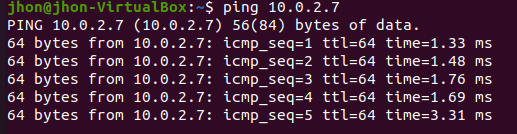 jhon@jhon-VirtualBox:~$ ping 10.0.2.7
PING 10.0.2.7 (10.0.2.7) 56(84) bytes of data.
64 bytes from 10.0.2.7: icmp_seq=1 ttl=64 time=1.33 ms
64 bytes from 10.0.2.7: icmp_seq=2 ttl=64 time=1.48 ms
64 bytes from 10.0.2.7: icmp_seq=3 ttl=64 time=1.76 ms
64 bytes from 10.0.2.7: icmp_seq=4 ttl=64 time=1.69 ms
64 bytes from 10.0.2.7: icmp_seq=5 ttl=64 time=3.31 ms